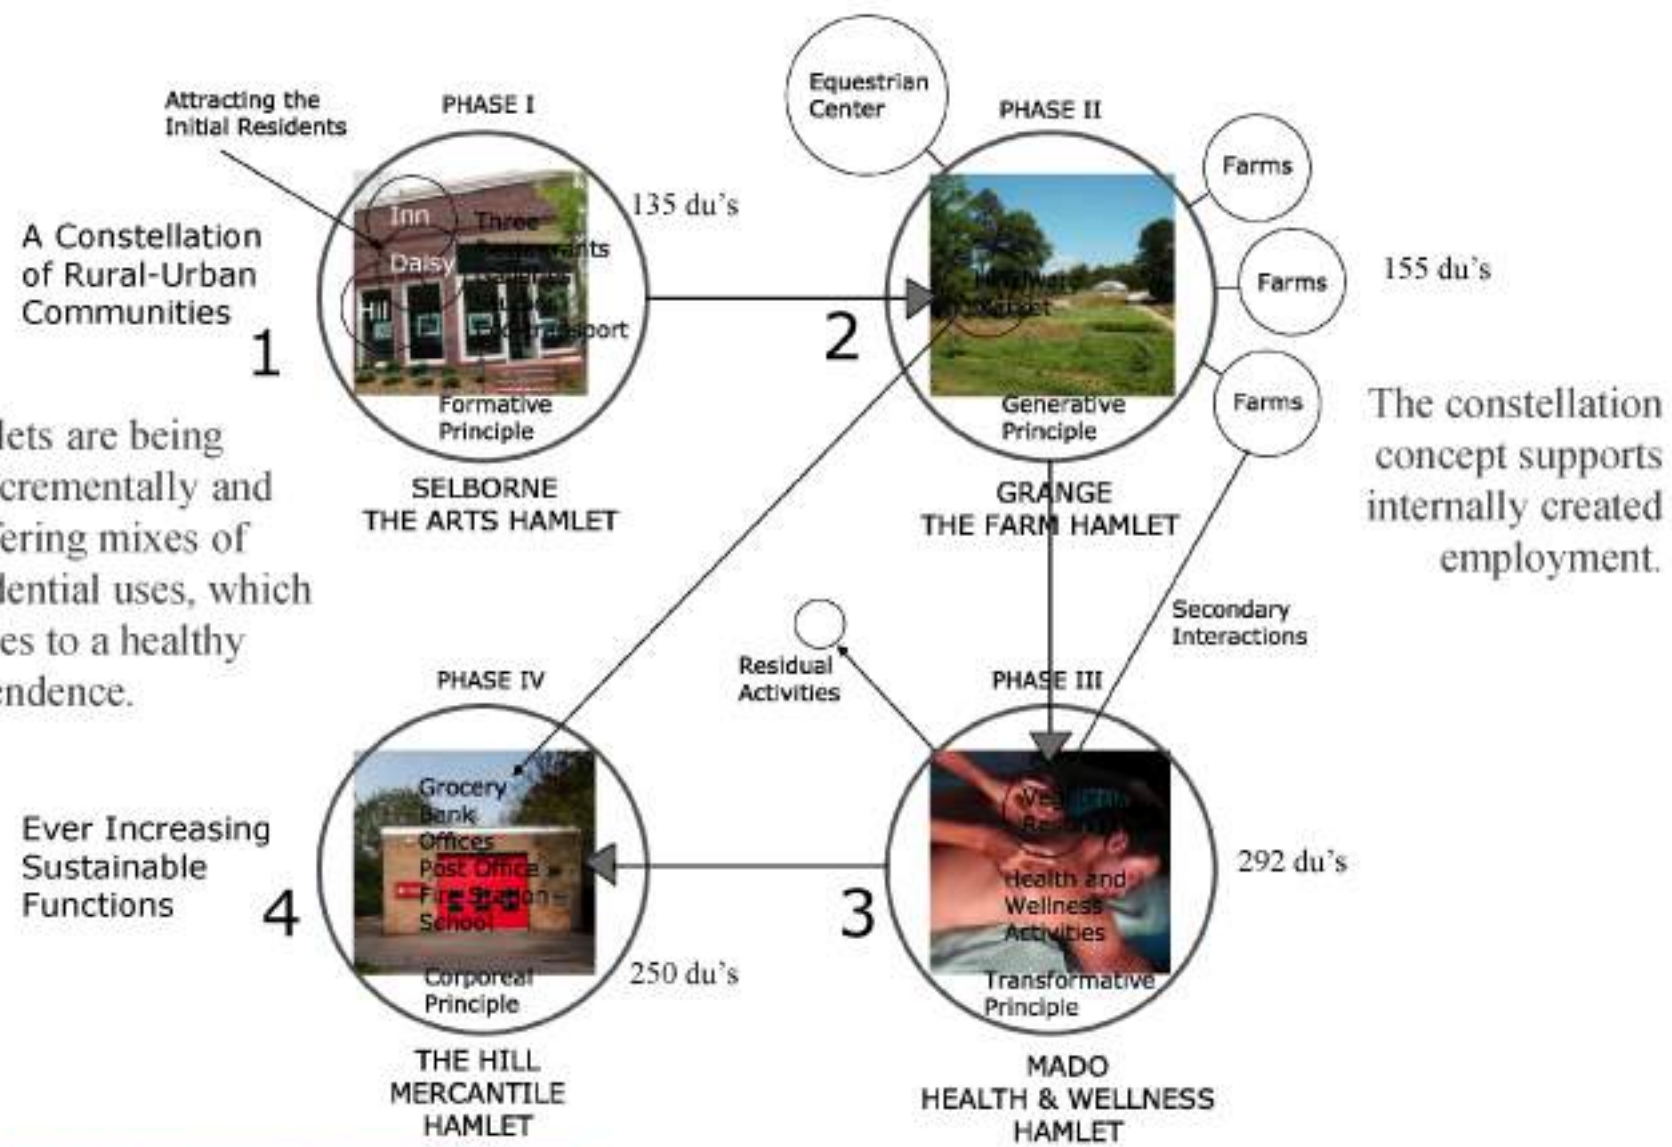 Attracting the
Initial Residents
A Constellation
of Rural-Urban
Communities
1
PHASE I
Inn
Daisy
Hill
Three
135 du's
Formative
Principle
SELBORNE
THE ARTS HAMLET
Equestrian
Center
PHASE II
2
Farms
Farms
Farms
155 du's
Generative
Principle
GRANGE
THE FARM HAMLET
lets are being
crementally and
fering mixes of
dential uses, which
es to a healthy
endence.
The constellation
concept supports
internally created
employment.
Secondary
Interactions
Residual
Activities
PHASE III
3
Health and
Wellness
Activities
Transformative
Principle
292 du's
MADO
HEALTH & WELLNESS
HAMLET
PHASE IV
Ever Increasing
Sustainable
Functions
4
Grocery
Bank
Offices
Post Office
Fire Station
School
Corporeal
Principle
250 du's
THE HILL
MERCANTILE
HAMLET